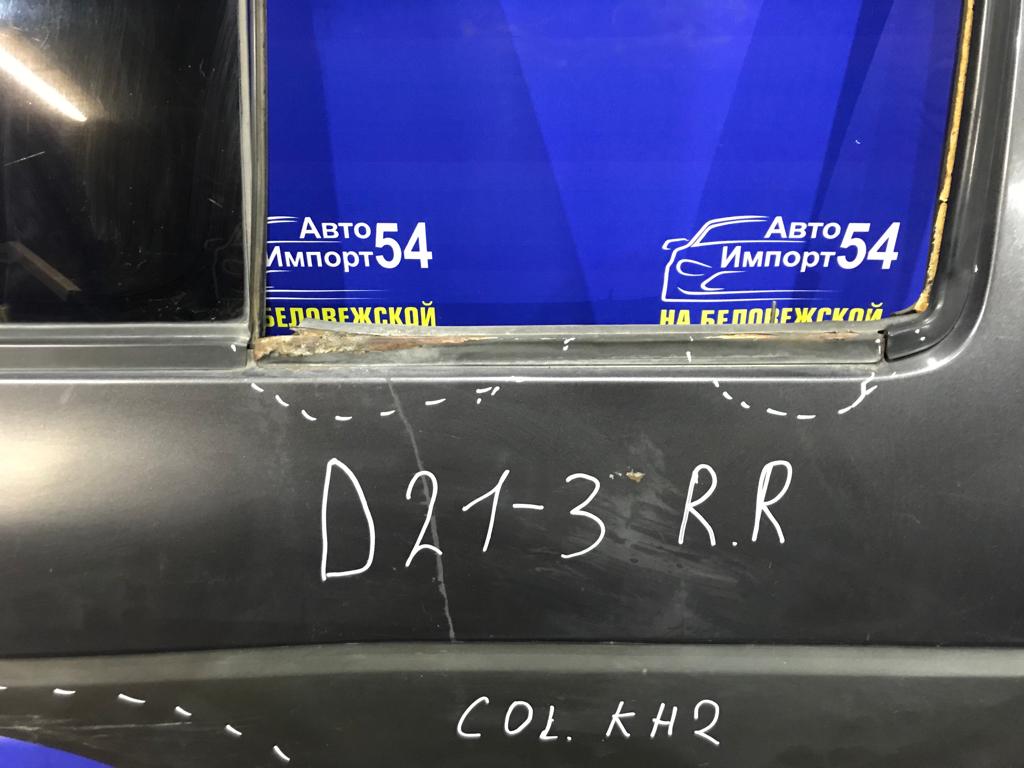 Авто
Импорт54
БЕЛОВЕЖСКОЙ
Авто
Импорт54
НА БЕЛОВЕЖСКОЙ
D21-3 R.R
COL. KH2